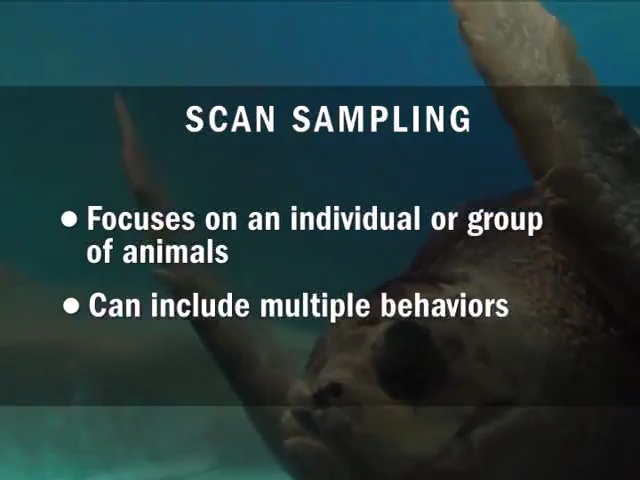 SCAN SAMPLING
• Focuses on an individual or group
of animals
• Can include multiple behaviors